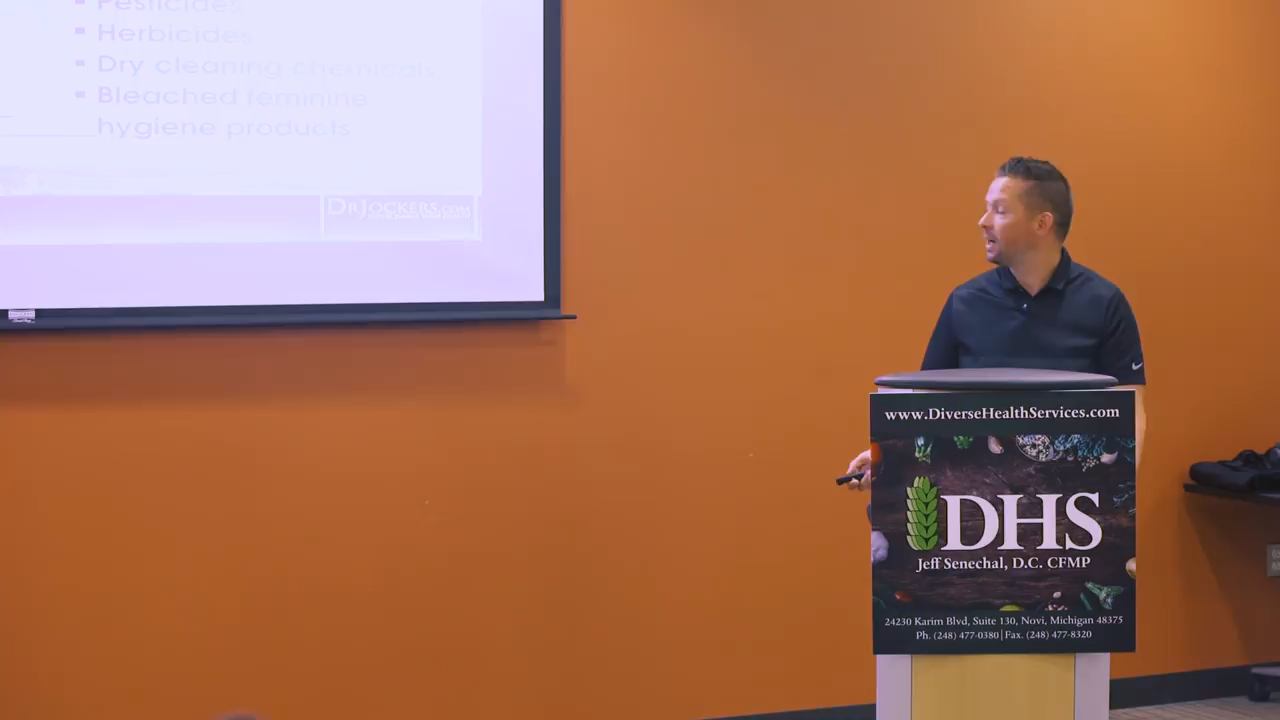 Pesticides
Herbicides
Dry cleaning chemicals
Bleached feminine
hygiene products
DRJOCKERS.COM
www.DiverseHealthServices.com
DHS
Jeff Senechal, D.C. CFMP
24230 Karim Blvd, Suite 130, Novi, Michigan 48375
Ph. (248) 477-0380 | Fax. (248) 477-8320